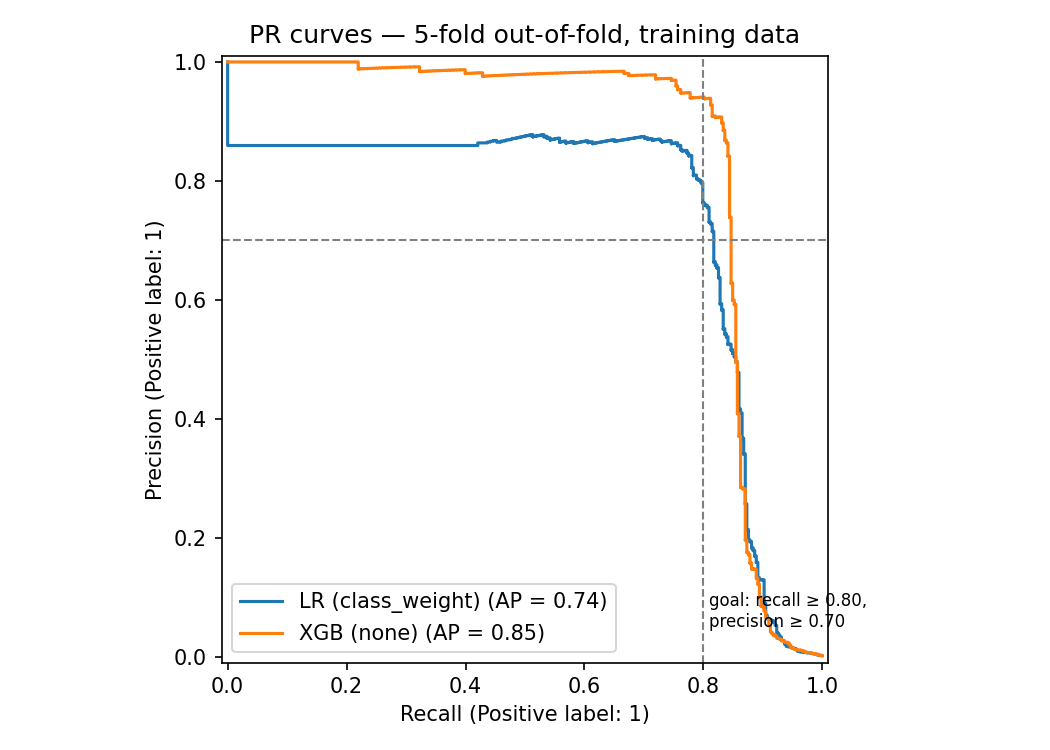 PR curves — 5-fold out-of-fold, training data
1.0
0.8
0.6
0.4
0.2
0.0
Precision (Positive label: 1)
LR (class_weight) (AP = 0.74)
XGB (none) (AP = 0.85)
goal: recall ≥ 0.80,
precision ≥ 0.70
0.0 0.2 0.4 0.6 0.8 1.0
Recall (Positive label: 1)